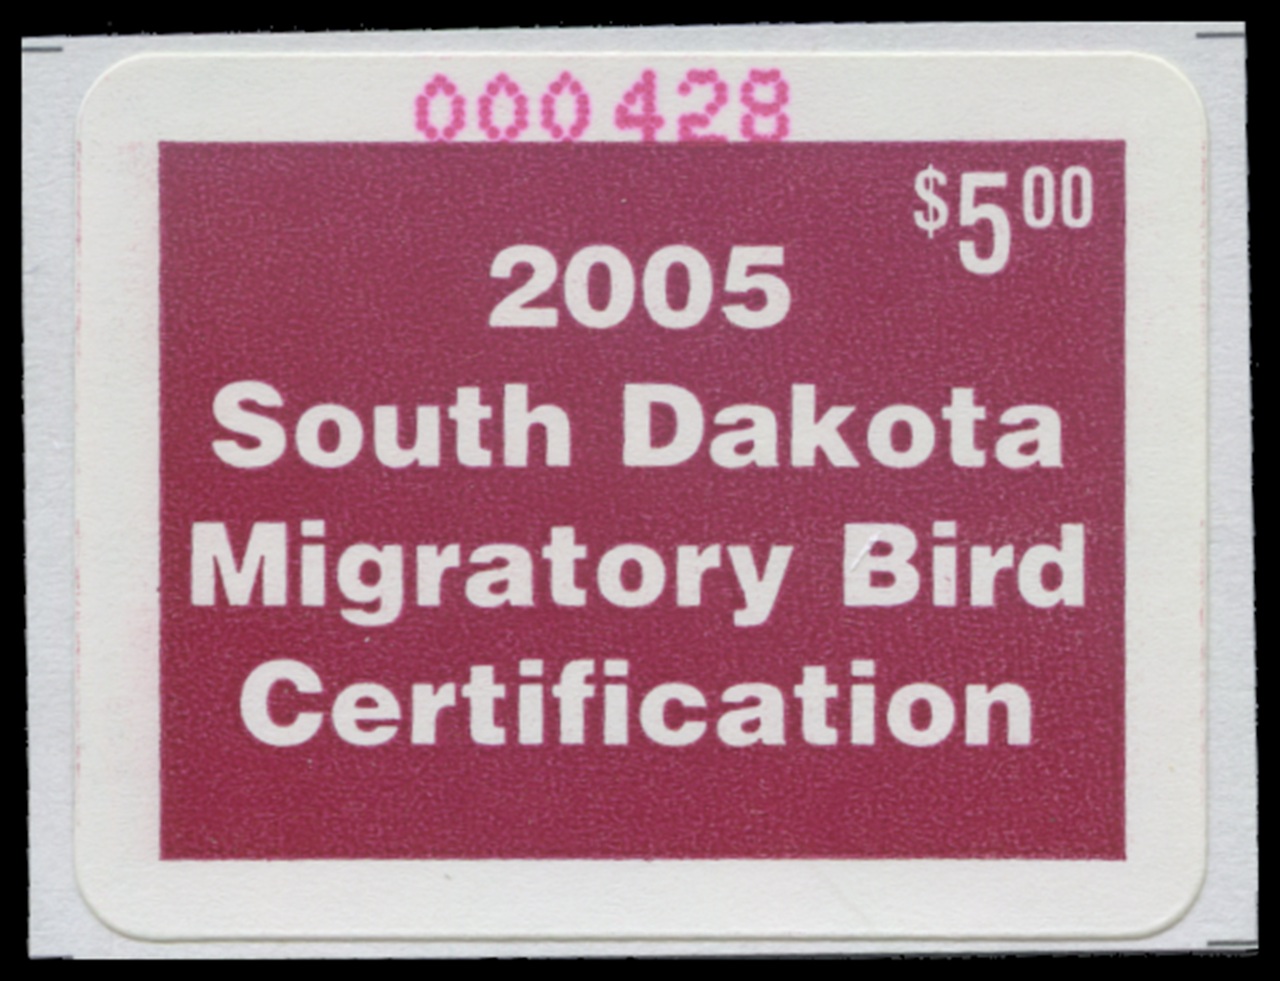 000428
$5 00
2005
South Dakota
Migratory Bird
Certification